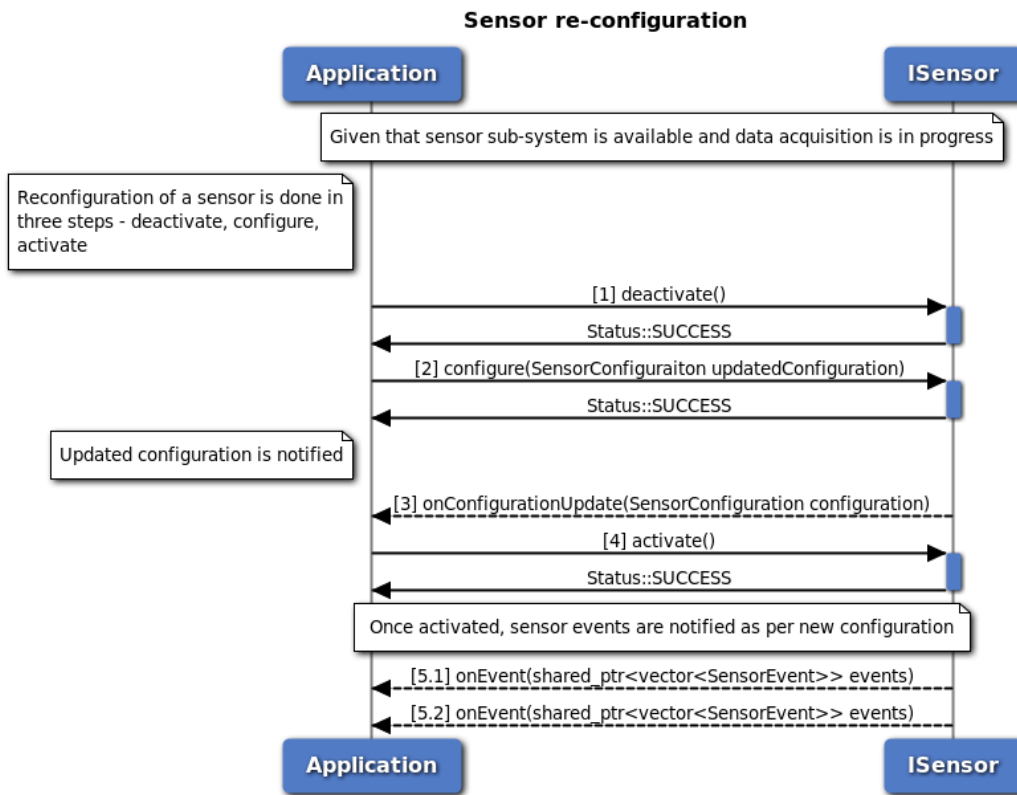 Sensor re-configuration
Application
ISensor
Given that sensor sub-system is available and data acquisition is in progress
Reconfiguration of a sensor is done in
three steps - deactivate, configure,
activate
[1] deactivate()
Status::SUCCESS
[2] configure(SensorConfiguraiton updatedConfiguration)
Status::SUCCESS
Updated configuration is notified
[3] onConfigurationUpdate(SensorConfiguration configuration)
[4] activate()
Status::SUCCESS
Once activated, sensor events are notified as per new configuration
[5.1] onEvent(shared_ptr<vector<SensorEvent>> events)
[5.2] onEvent(shared_ptr<vector<SensorEvent>> events)
Application
ISensor